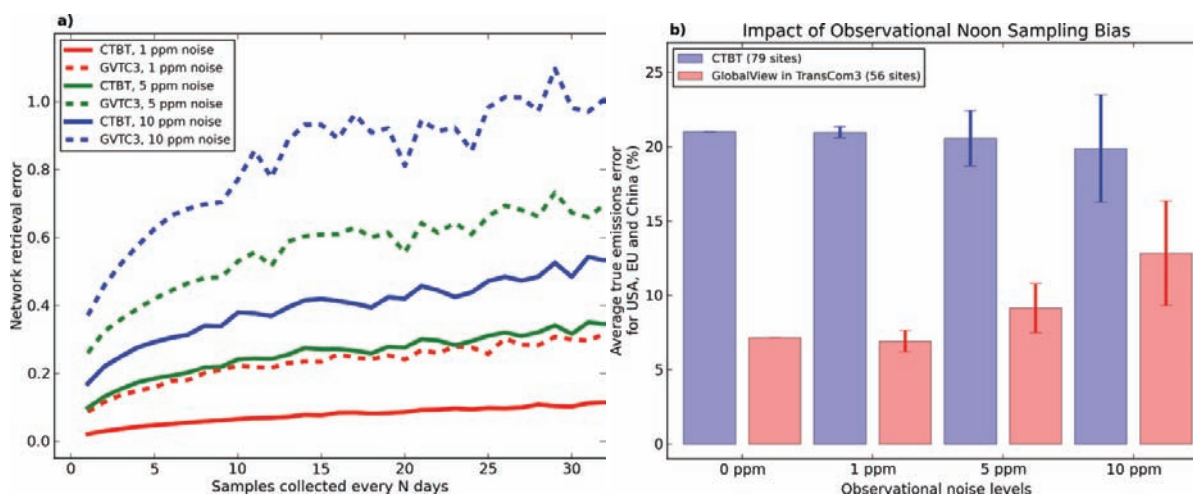 a)
CTBT, 1 ppm noise
GVTC3, 1 ppm noise
CTBT, 5 ppm noise
GVTC3, 5 ppm noise
CTBT, 10 ppm noise
GVTC3, 10 ppm noise
Network retrieval error
1.0
0.8
0.6
0.4
0.2
0.0
0 5 10 15 20 25 30
Samples collected every N days
b) Impact of Observational Noon Sampling Bias
CTBT (79 sites)
GlobalView in TransCom3 (56 sites)
Average true emissions error
for USA, EU and China (%)
25
20
15
10
5
0
0 ppm 1 ppm 5 ppm 10 ppm
Observational noise levels